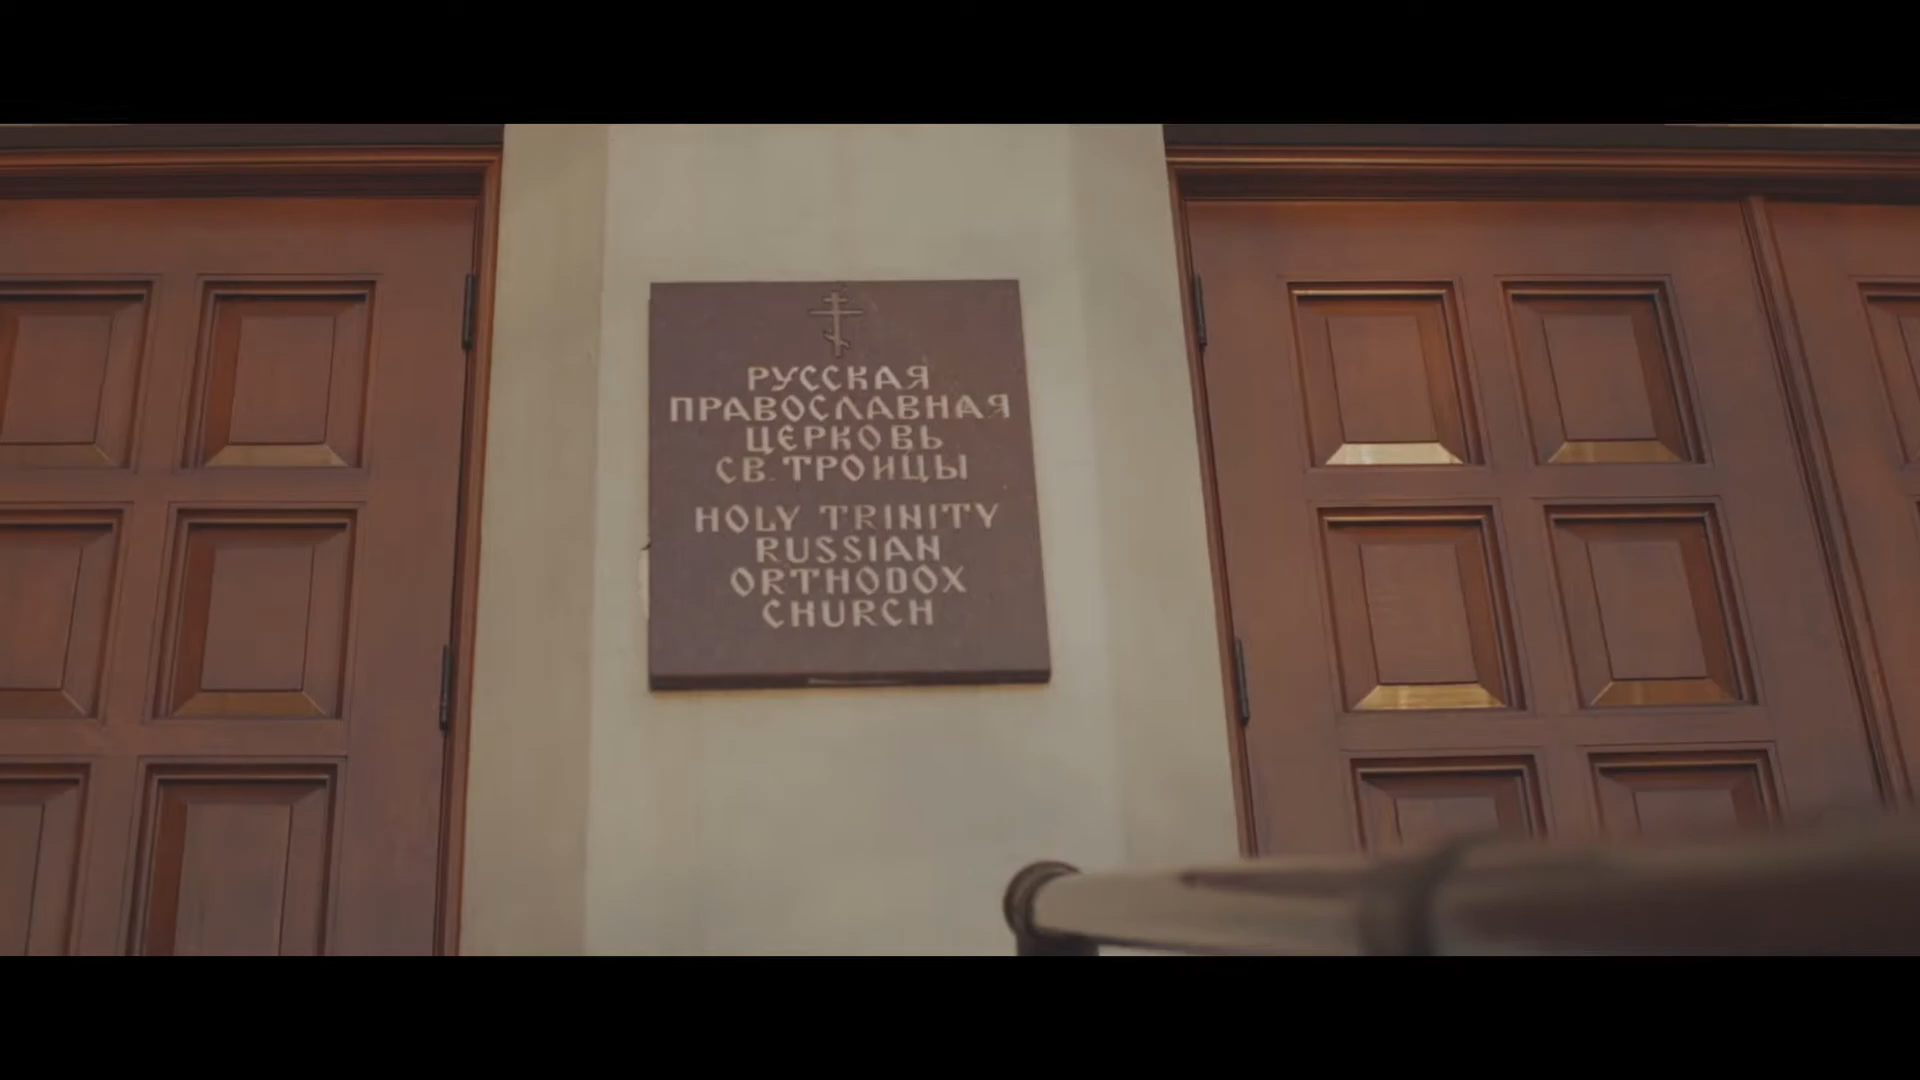 РУССКАЯ
ПРАВОСЛАВНАЯ
ЦЕРКОВЬ
СВ. ТРОИЦЫ
HOLY TRINITY
RUSSIAN
ORTHODOX
CHURCH